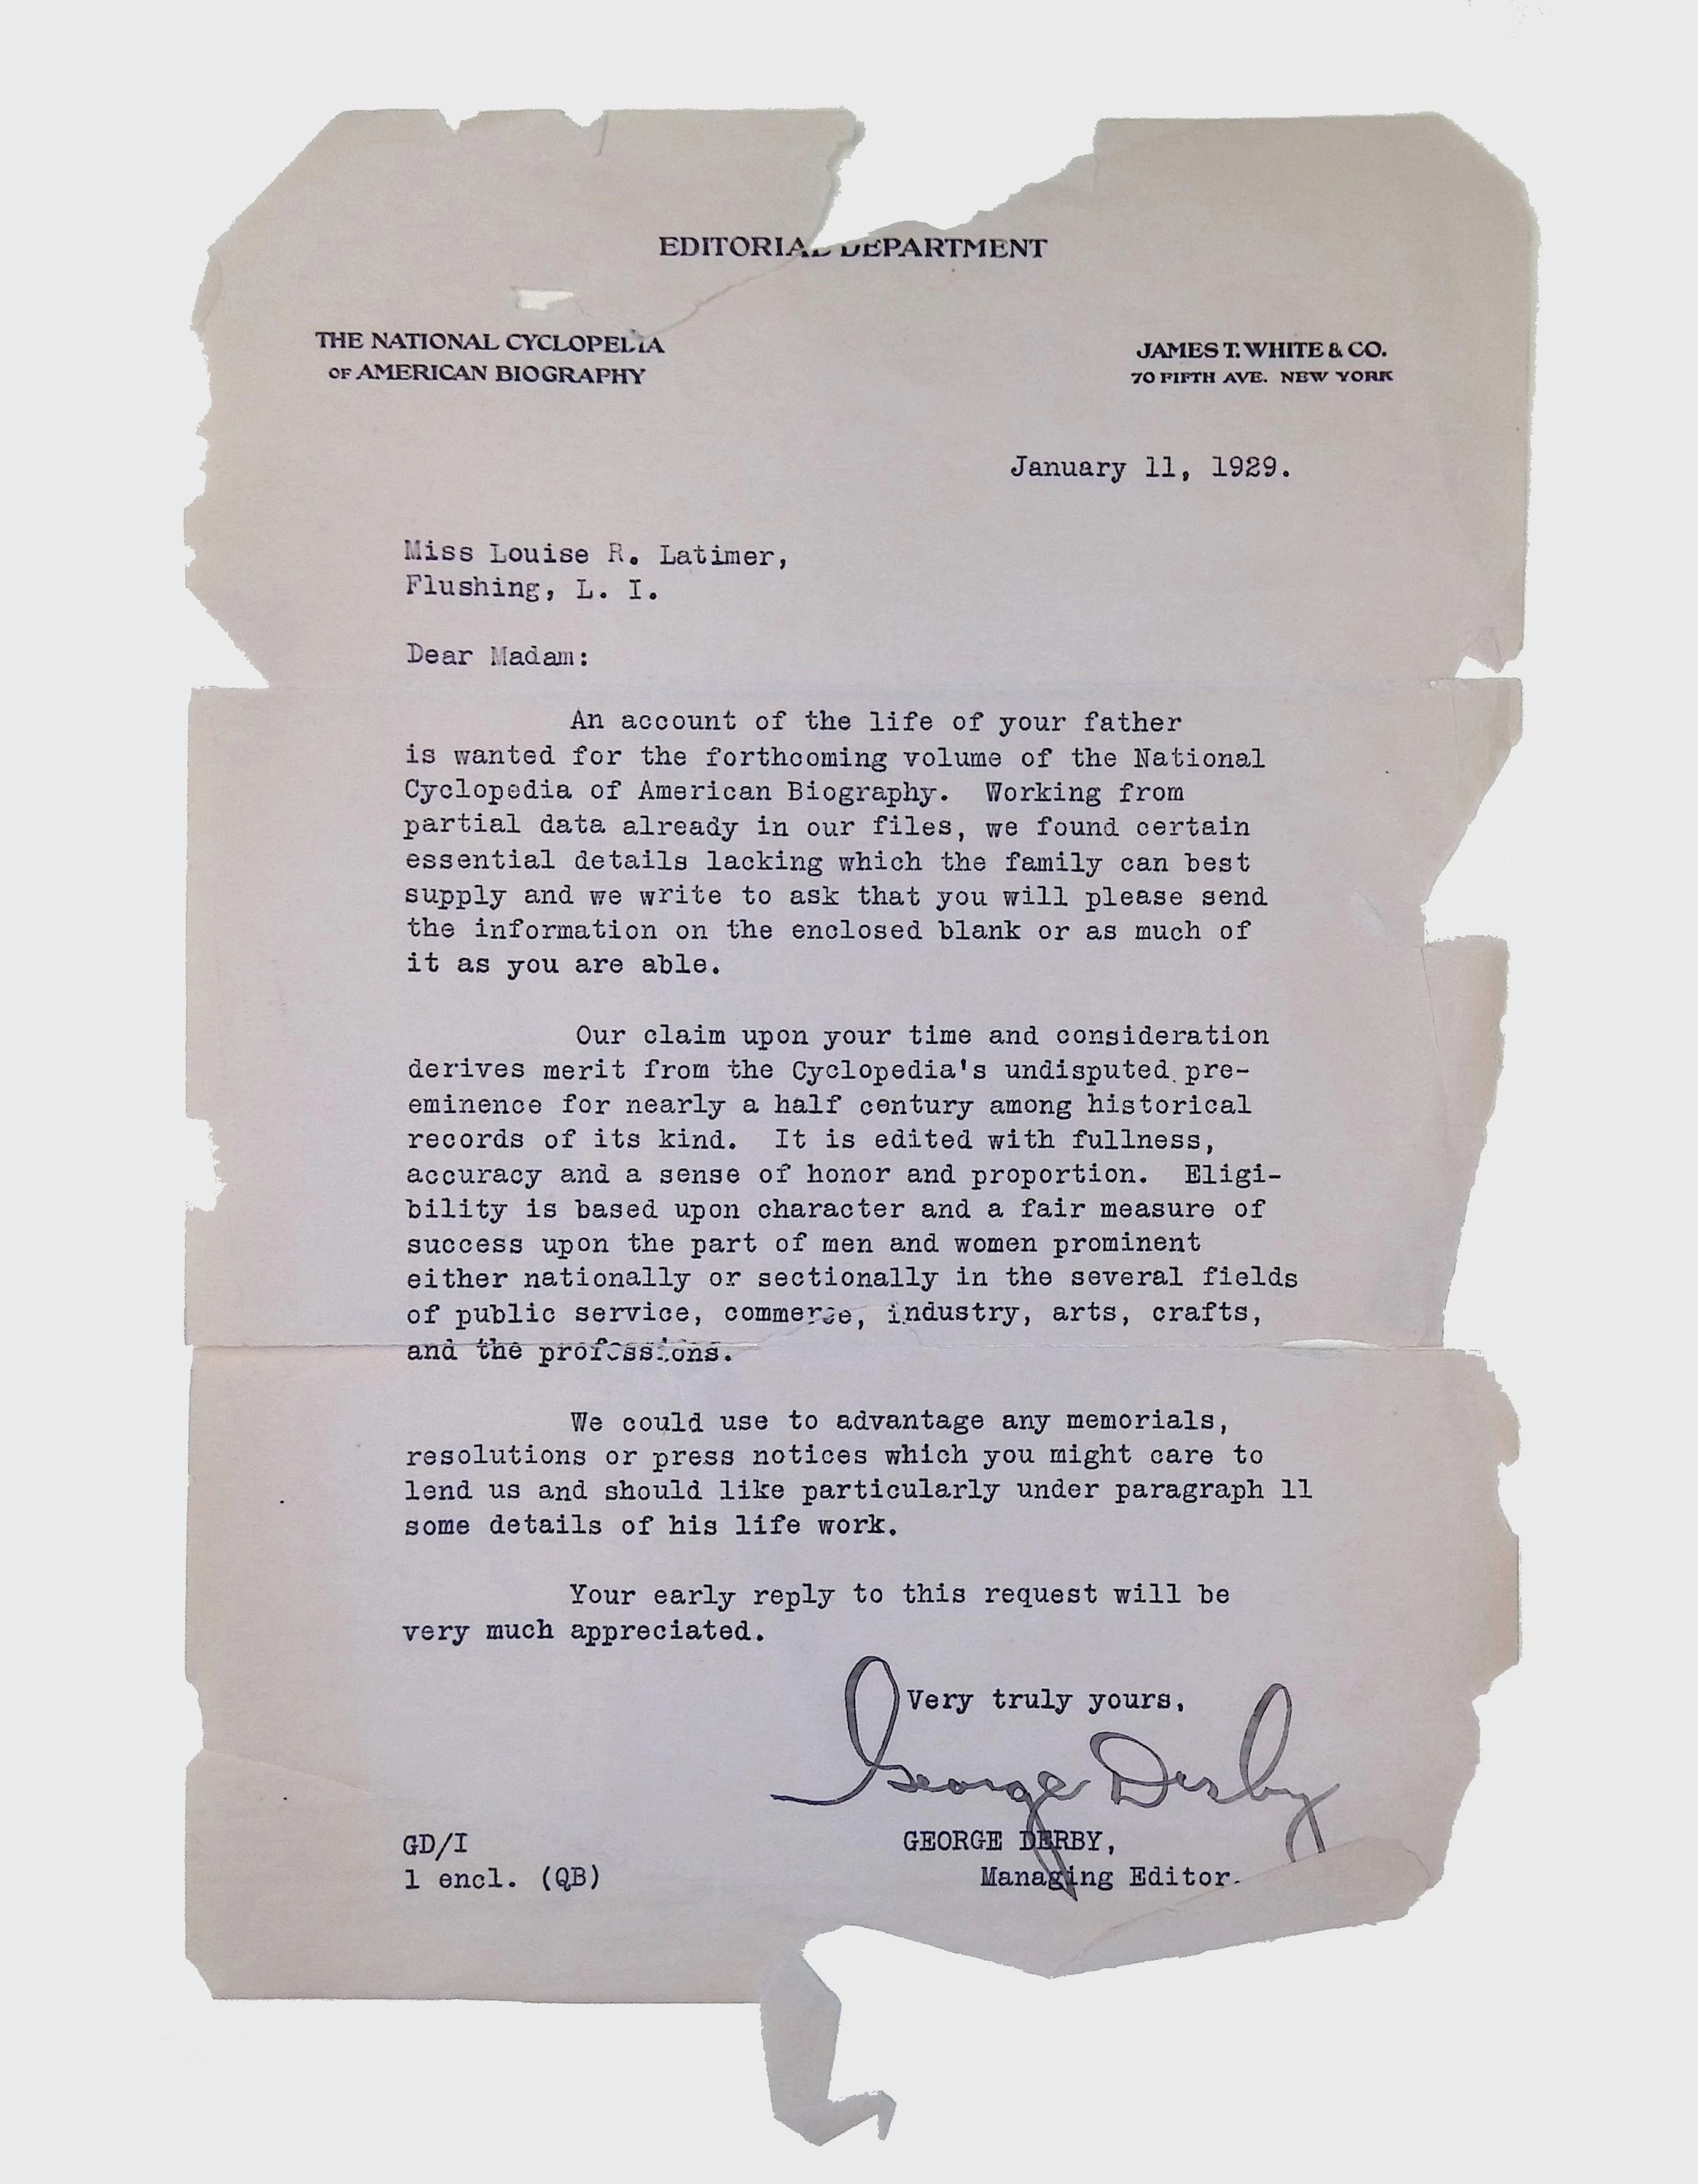 EDITORIAL DEPARTMENT
THE NATIONAL CYCLOPEDIA
OF AMERICAN BIOGRAPHY
JAMES T. WHITE & CO.
70 FIFTH AVE. NEW YORK
January 11, 1929.
Miss Louise R. Latimer,
Flushing, L. I.
Dear Madam:
An account of the life of your father
is wanted for the forthcoming volume of the National
Cyclopedia of American Biography. Working from
partial data already in our files, we found certain
essential details lacking which the family can best
supply and we write to ask that you will please send
the information on the enclosed blank or as much of
it as you are able.
Our claim upon your time and consideration
derives merit from the Cyclopedia's undisputed pre-
eminence for nearly a half century among historical
records of its kind. It is edited with fullness,
accuracy and a sense of honor and proportion. Eligi-
bility is based upon character and a fair measure of
success upon the part of men and women prominent
either nationally or sectionally in the several fields
of public service, commerce, industry, arts, crafts,
and the professions.
We could use to advantage any memorials,
resolutions or press notices which you might care to
lend us and should like particularly under paragraph 11
some details of his life work.
Your early reply to this request will be
very much appreciated.
Very truly yours,
George Derby
GD/I
GEORGE DERBY,
1 encl. (QB)
Managing Editor.